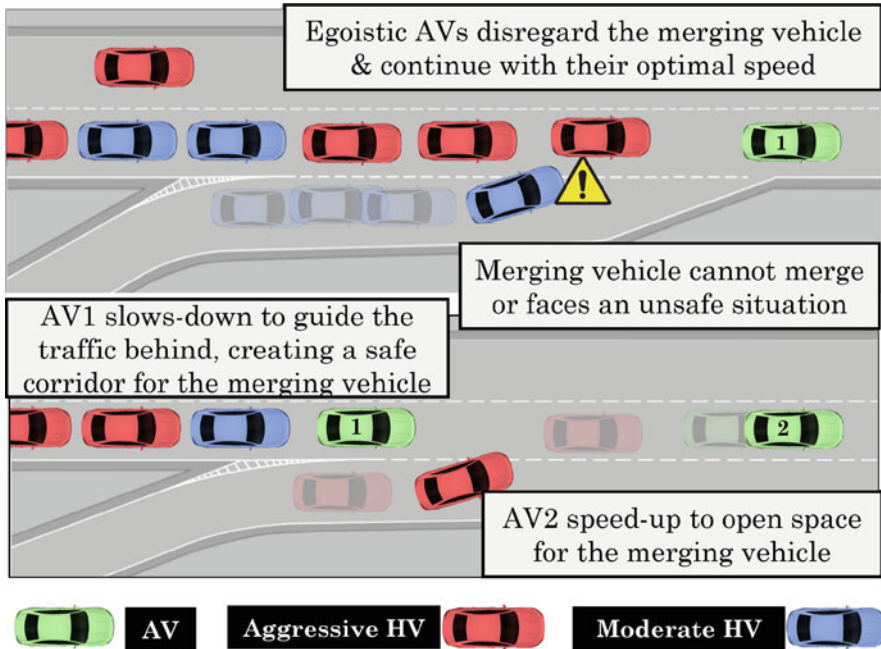 Egoistic AVs disregard the merging vehicle
& continue with their optimal speed
1
Merging vehicle cannot merge
or faces an unsafe situation
AV1 slows-down to guide the
traffic behind, creating a safe
corridor for the merging vehicle
1
2
AV2 speed-up to open space
for the merging vehicle
AV
Aggressive HV
Moderate HV